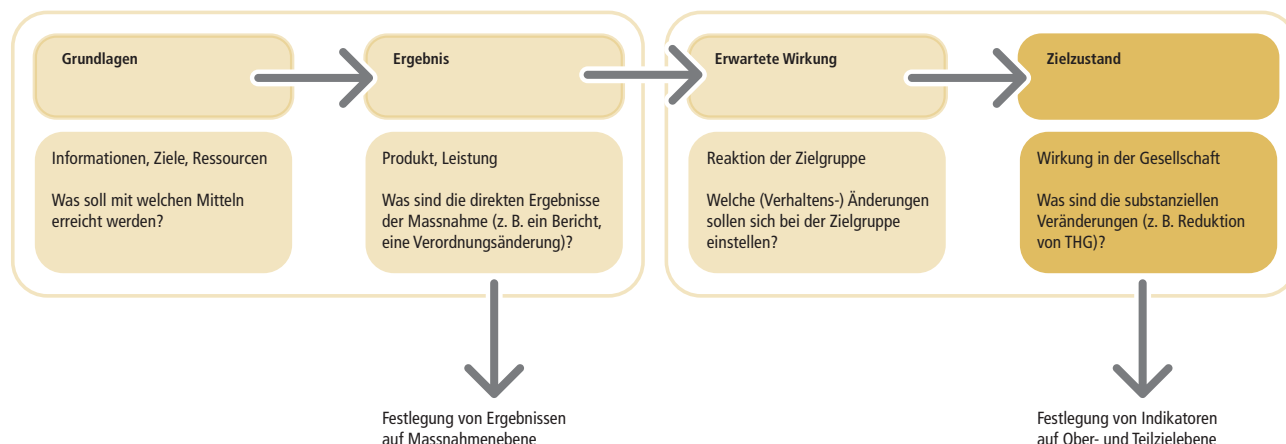 Grundlagen
Ergebnis
Erwartete Wirkung
Zielzustand
Informationen, Ziele, Ressourcen
Was soll mit welchen Mitteln
erreicht werden?
Produkt, Leistung
Was sind die direkten Ergebnisse
der Massnahme (z. B. ein Bericht,
eine Verordnungsänderung)?
Reaktion der Zielgruppe
Welche (Verhaltens-) Änderungen
sollen sich bei der Zielgruppe
einstellen?
Wirkung in der Gesellschaft
Was sind die substanziellen
Veränderungen (z. B. Reduktion
von THG)?
Festlegung von Ergebnissen
auf Massnahmenebene
Festlegung von Indikatoren
auf Ober- und Teilzielebene